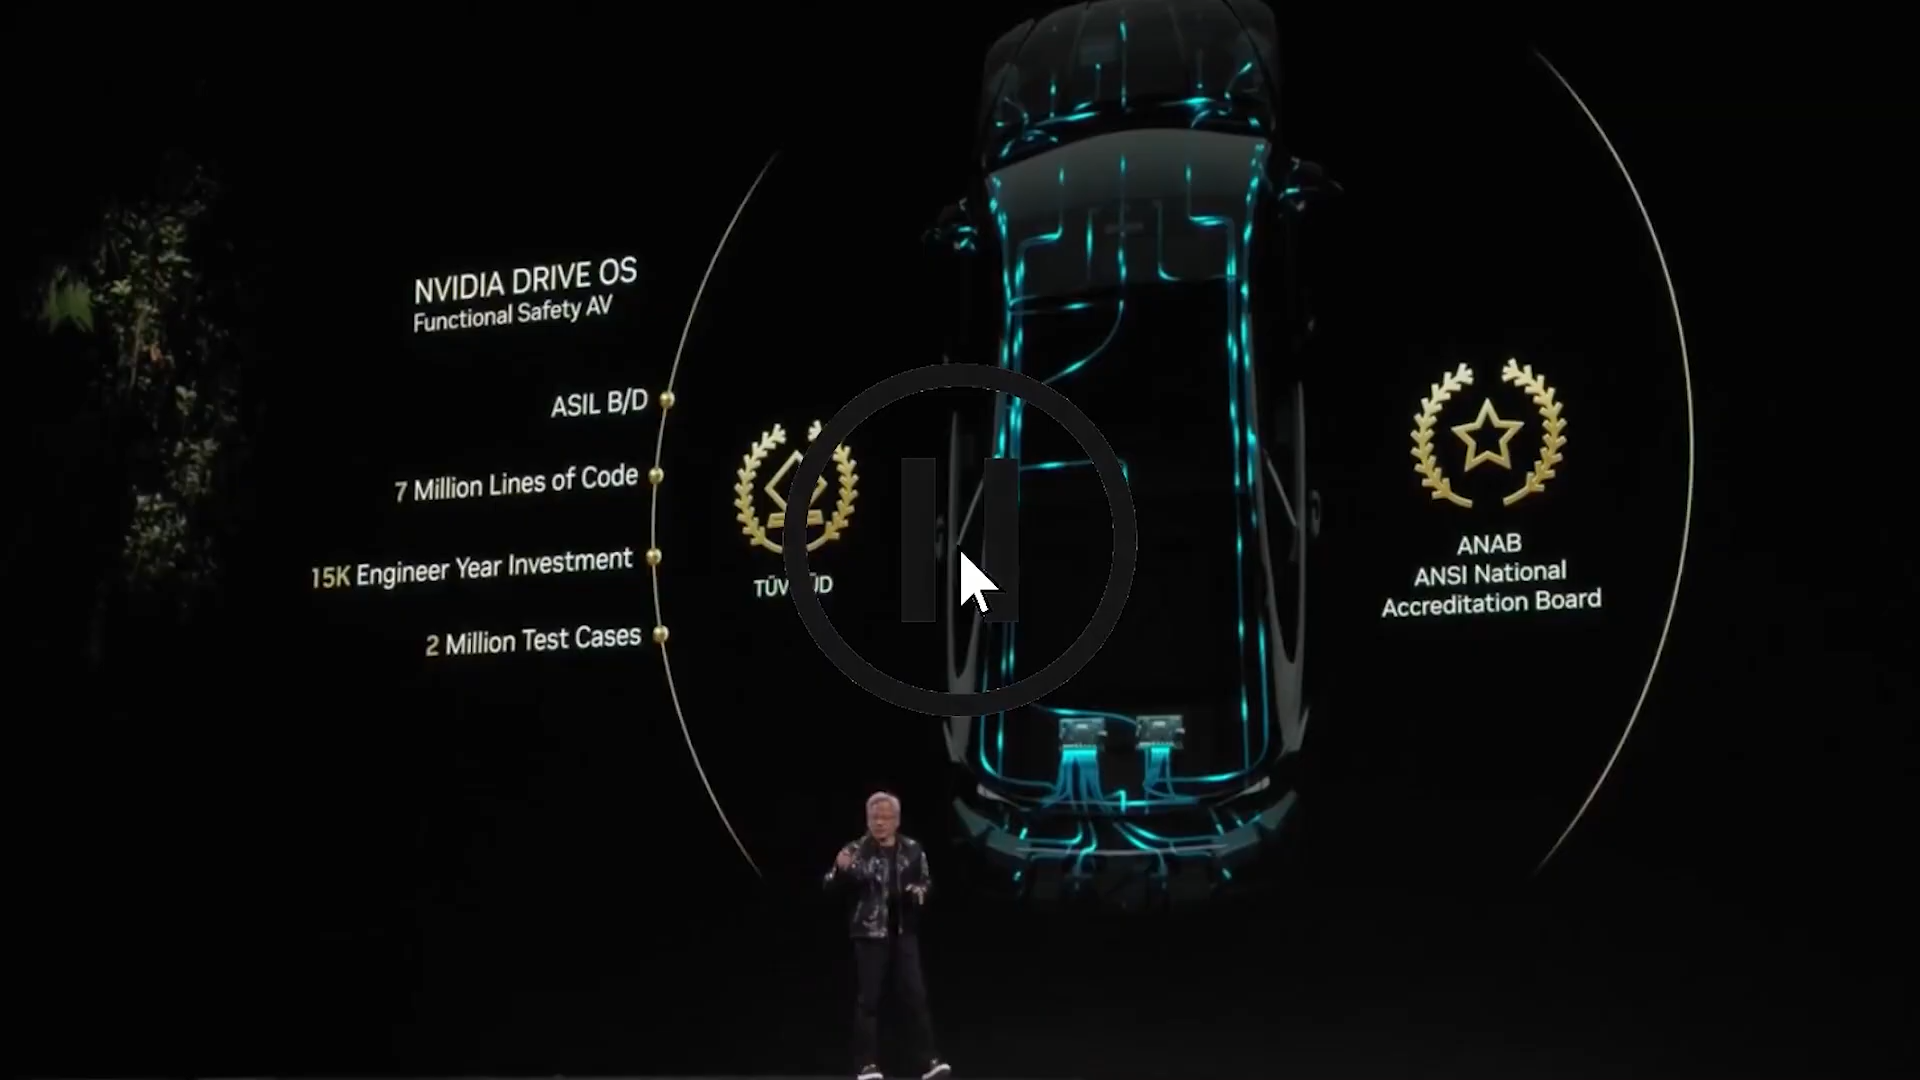 NVIDIA DRIVE OS
Functional Safety AV
ASIL B/D
7 Million Lines of Code
15K Engineer Year Investment
2 Million Test Cases
ANAB
ANSI National
Accreditation Board